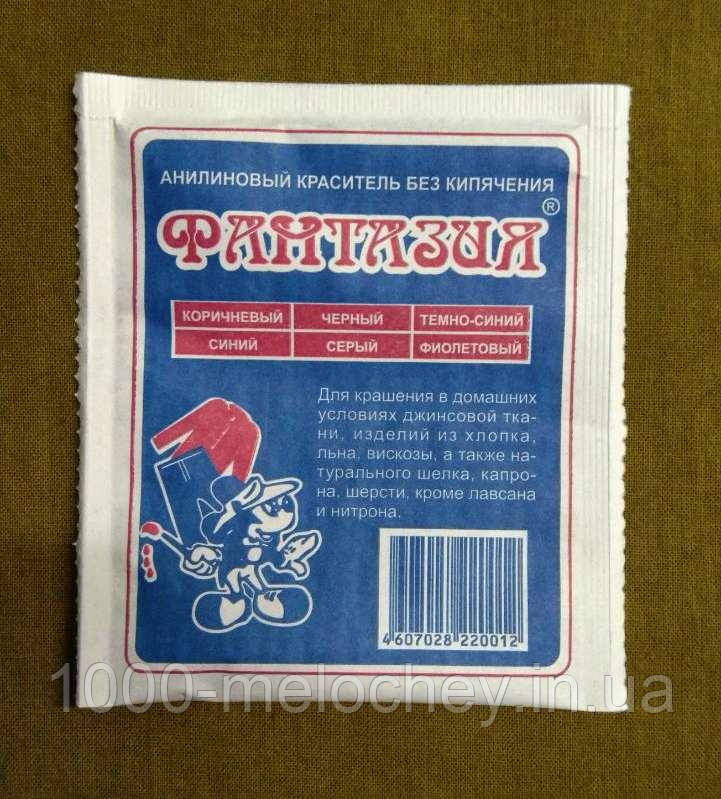 АНИЛИНОВЫЙ КРАСИТЕЛЬ БЕЗ КИПЯЧЕНИЯ
ФАНТАЗИЯ ®
КОРИЧНЕВЫЙ ЧЕРНЫЙ ТЕМНО-СИНИЙ
СИНИЙ СЕРЫЙ ФИОЛЕТОВЫЙ
Для крашения в домашних
условиях джинсовой тка-
ни, изделий из хлопка,
льна, вискозы, а также на-
турального шелка, капро-
на, шерсти, кроме лавсана
и нитрона.
4607028 220012
1000-melochey.in.ua